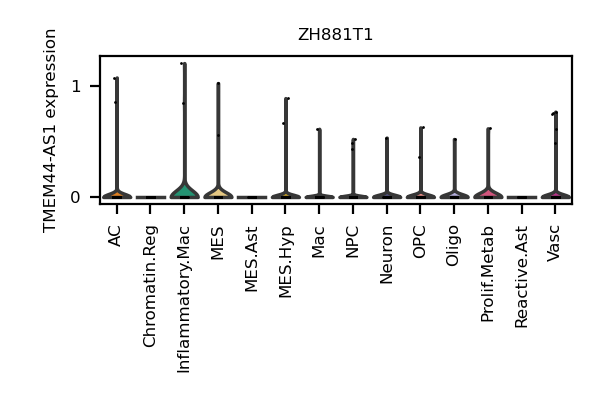 ZH881T1
TMEM44-AS1 expression
1
0
AC
Chromatin.Reg
Inflammatory.Mac
MES
MES.Ast
MES.Hyp
Mac
NPC
Neuron
OPC
Oligo
Prolif.Metab
Reactive.Ast
Vasc